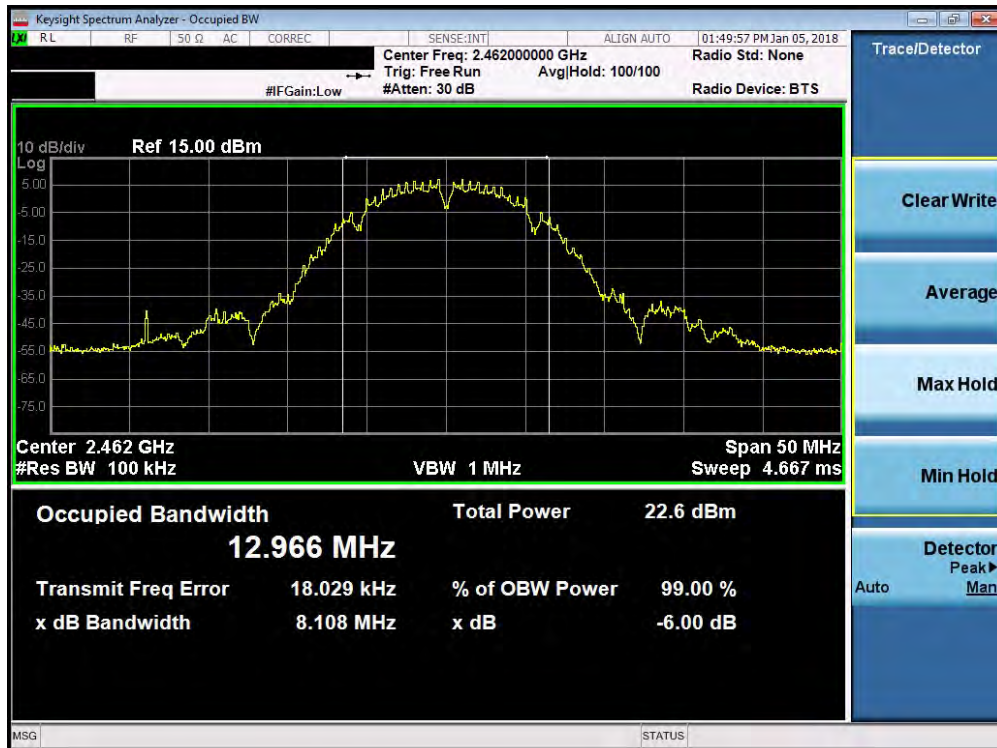 Keysight Spectrum Analyzer - Occupied BW
LXI RL RF 50 Ω AC CORREC SENSE:INT ALIGN AUTO 01:49:57 PM Jan 05, 2018
Center Freq: 2.462000000 GHz Radio Std: None
Trig: Free Run Avg|Hold: 100/100
#IFGain:Low #Atten: 30 dB Radio Device: BTS
Trace/Detector
10 dB/div Ref 15.00 dBm
Log
5.00
-5.00
-15.0
-25.0
-35.0
-45.0
-55.0
-65.0
-75.0
Center 2.462 GHz Span 50 MHz
#Res BW 100 kHz VBW 1 MHz Sweep 4.667 ms
Occupied Bandwidth Total Power 22.6 dBm
12.966 MHz
Transmit Freq Error 18.029 kHz % of OBW Power 99.00 %
x dB Bandwidth 8.108 MHz x dB -6.00 dB
Clear Write
Average
Max Hold
Min Hold
Detector
Peak▶
Auto Man
MSG STATUS